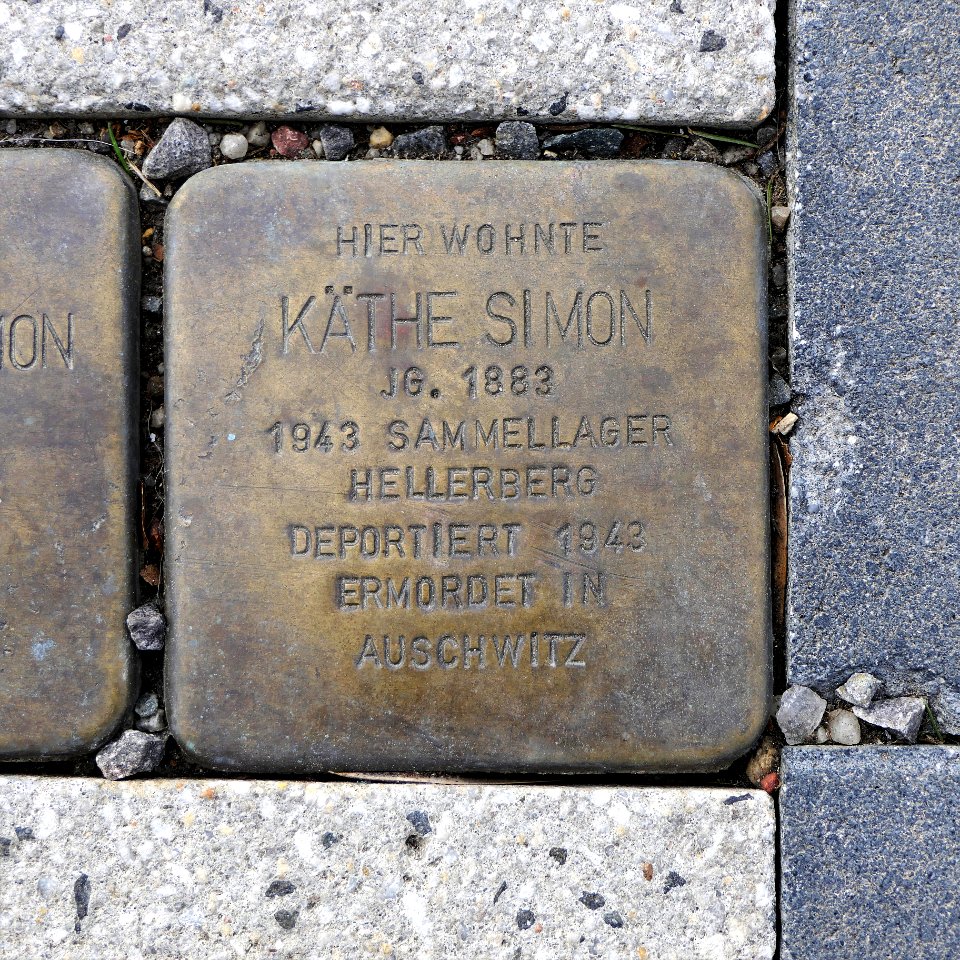 HIER WOHNTE
KÄTHE SIMON
JG. 1883
1943 SAMMELLAGER
HELLERBERG
DEPORTIERT 1943
ERMORDET IN
AUSCHWITZ